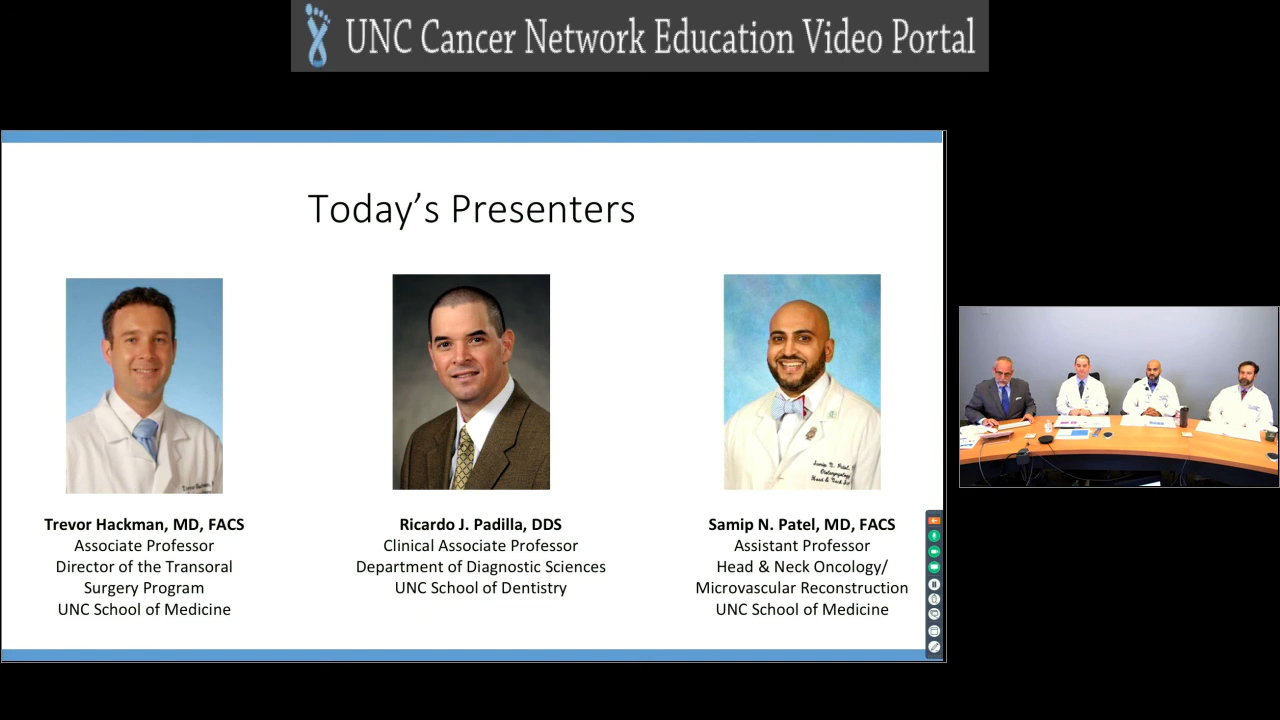 UNC Cancer Network Education Video Portal
Today's Presenters
Trevor Hackman, MD, FACS
Associate Professor
Director of the Transoral
Surgery Program
UNC School of Medicine
Ricardo J. Padilla, DDS
Clinical Associate Professor
Department of Diagnostic Sciences
UNC School of Dentistry
Samip N. Patel, MD, FACS
Assistant Professor
Head & Neck Oncology/
Microvascular Reconstruction
UNC School of Medicine